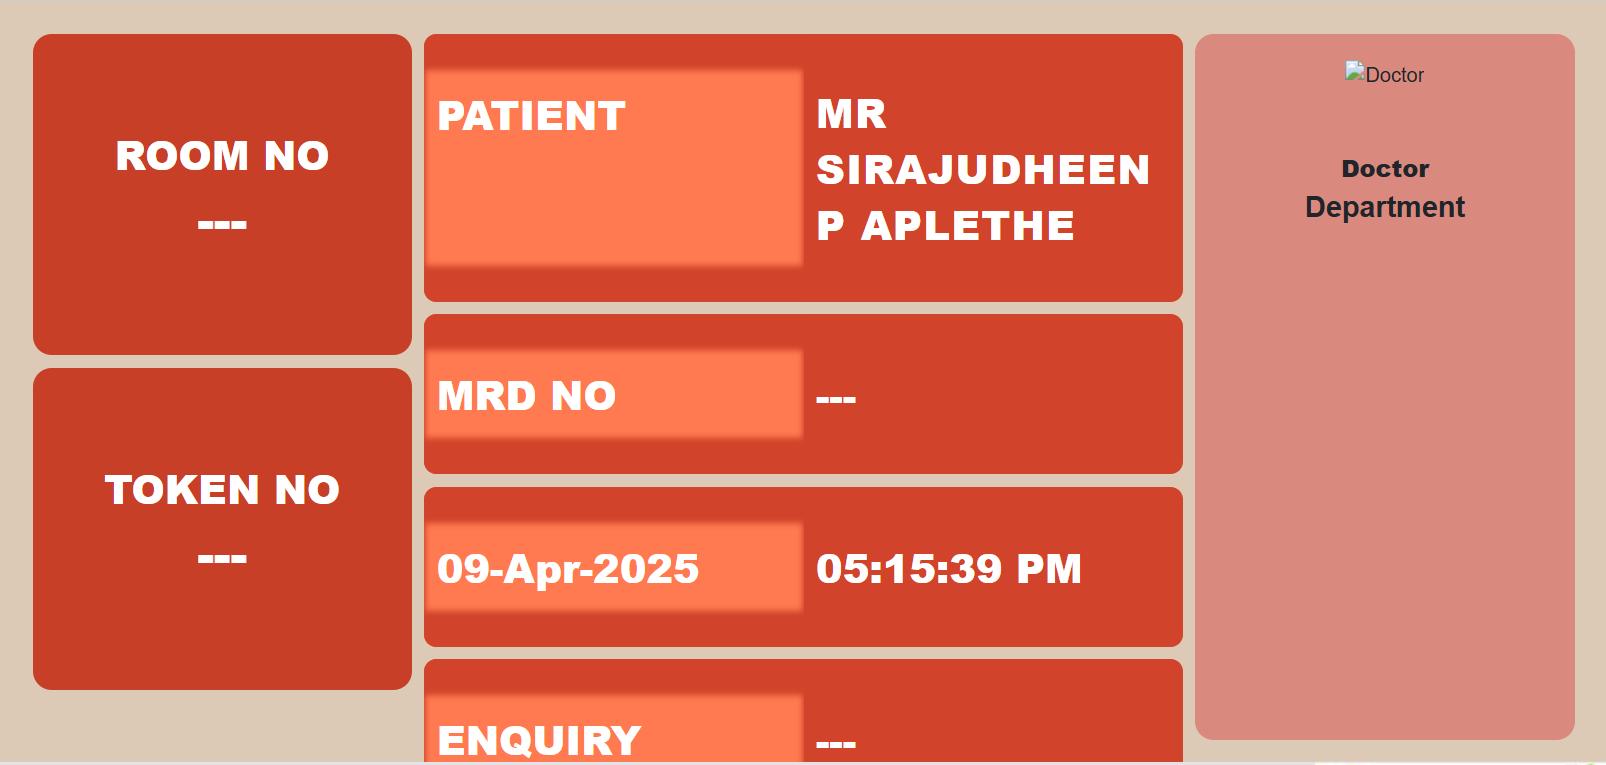 ROOM NO
---
TOKEN NO
---
PATIENT
MR
SIRAJUDHEEN
P APLETHE
MRD NO
---
09-Apr-2025
05:15:39 PM
ENQUIRY
---
Doctor
Doctor
Department